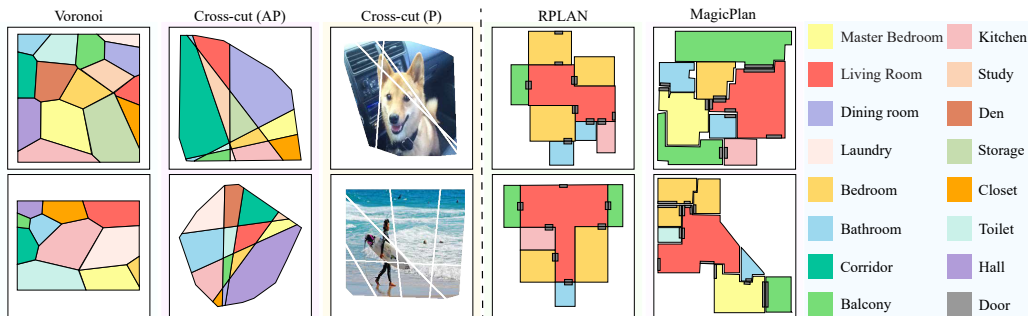 Voronoi
Cross-cut (AP)
Cross-cut (P)
RPLAN
MagicPlan
Master Bedroom
Living Room
Dining room
Laundry
Bedroom
Bathroom
Corridor
Balcony
Kitchen
Study
Den
Storage
Closet
Toilet
Hall
Door